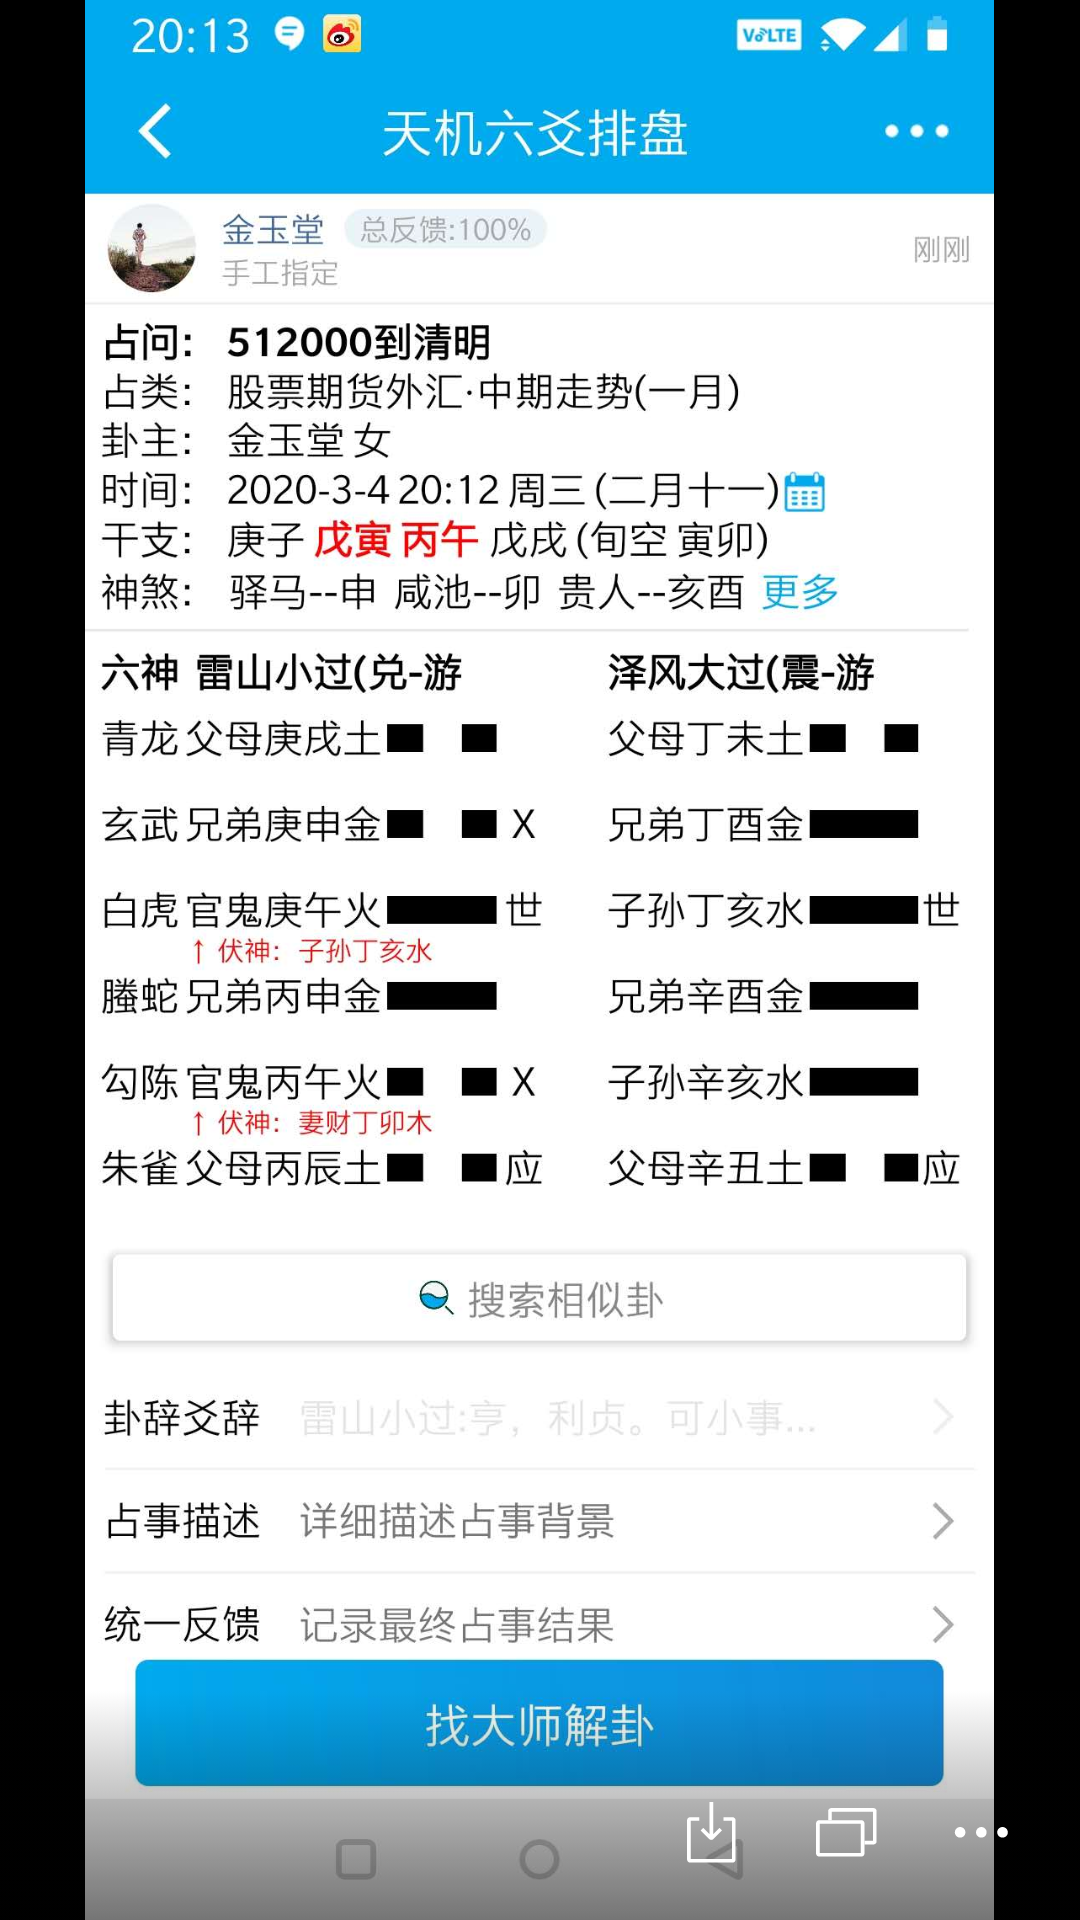 20:13 VoLTE
天机六爻排盘
金玉堂 总反馈:100%
手工指定 刚刚
占问： 512000到清明
占类： 股票期货外汇·中期走势(一月)
卦主： 金玉堂 女
时间： 2020-3-4 20:12 周三 (二月十一)
干支： 庚子 戊寅 丙午 戊戌 (旬空 寅卯)
神煞： 驿马--申 咸池--卯 贵人--亥酉 更多
六神 雷山小过(兑-游 泽风大过(震-游
青龙 父母庚戌土 父母丁未土
玄武 兄弟庚申金 X 兄弟丁酉金
白虎 官鬼庚午火 世 子孙丁亥水 世
↑ 伏神：子孙丁亥水
螣蛇 兄弟丙申金 兄弟辛酉金
勾陈 官鬼丙午火 X 子孙辛亥水
↑ 伏神：妻财丁卯木
朱雀 父母丙辰土 应 父母辛丑土 应
搜索相似卦
卦辞爻辞 雷山小过:亨，利贞。可小事...
占事描述 详细描述占事背景
统一反馈 记录最终占事结果
找大师解卦